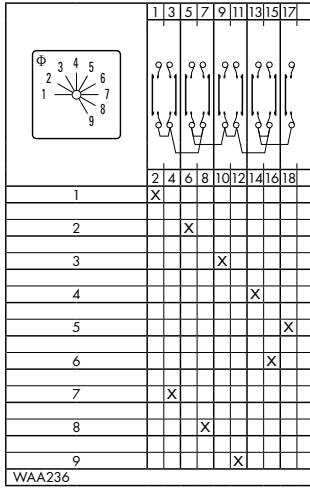 1 3 5 7 9 11 13 15 17
Φ
1 2 3 4 5 6 7 8 9
2 4 6 8 10 12 14 16 18
1 X
2 X
3 X
4 X
5 X
6 X
7 X
8 X
9 X
WAA236